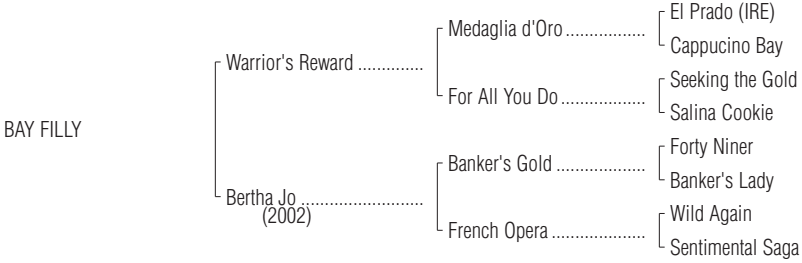 El Prado (IRE)
Medaglia d'Oro .................
Cappucino Bay
Warrior's Reward ..............
Seeking the Gold
For All You Do ..................
Salina Cookie
BAY FILLY
Forty Niner
Banker's Gold ...................
Banker's Lady
Bertha Jo ..........................
(2002)
Wild Again
French Opera ....................
Sentimental Saga